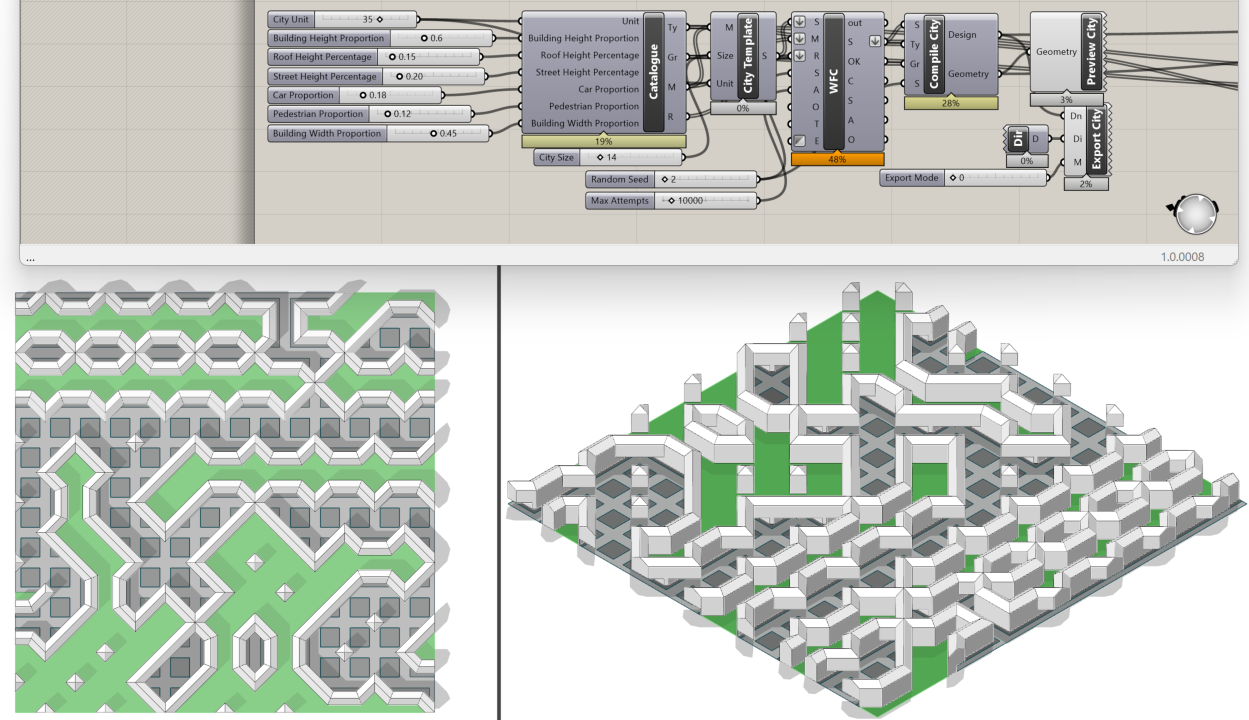 City Unit 35
Building Height Proportion 0.6
Roof Height Percentage 0.15
Street Height Percentage 0.20
Car Proportion 0.18
Pedestrian Proportion 0.12
Building Width Proportion 0.45
City Size 14
Random Seed 2
Max Attempts 10000
Unit
Building Height Proportion
Roof Height Percentage
Street Height Percentage
Car Proportion
Pedestrian Proportion
Building Width Proportion
Catalogue
Ty
Gr
M
R
19%
M
Size
Unit
City Template
S
0%
S
M
R
S
A
O
T
E
WFC
out
S
OK
C
S
A
O
48%
S
Ty
Gr
S
Compile City
Design
Geometry
28%
Geometry
Preview City
3%
Dir
D
0%
Export Mode 0
Dn
Di
M
Export City
2%
...
1.0.0008